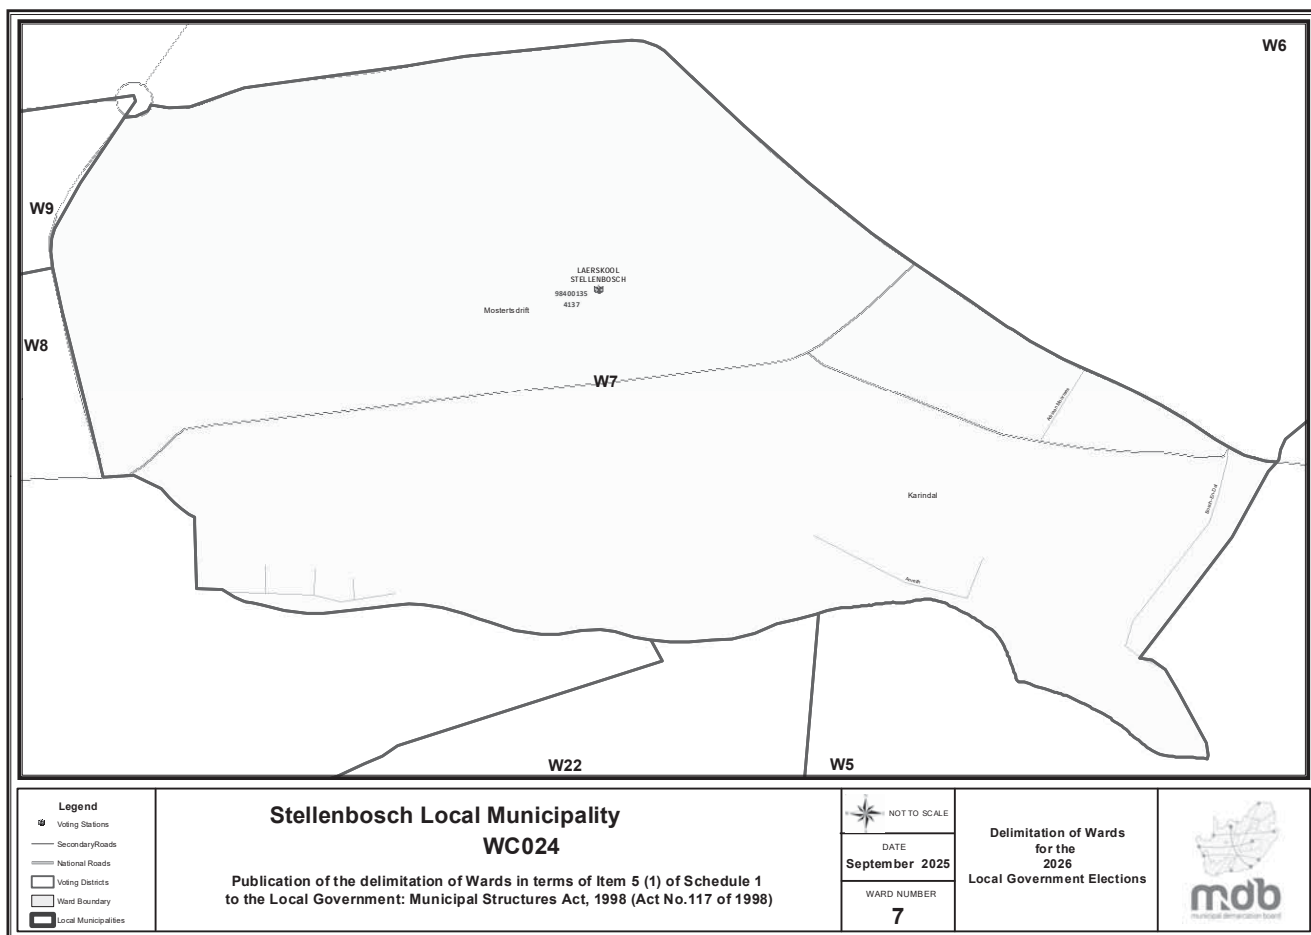 W6
W9
LAERSKOOL
STELLENBOSCH
98400135
4137
Mostertsdrift
W8
W7
Karindal
W22
W5
Legend
Voting Stations
SecondaryRoads
National Roads
Voting Districts
Ward Boundary
Local Municipalities
Stellenbosch Local Municipality
WC024
Publication of the delimitation of Wards in terms of Item 5 (1) of Schedule 1
to the Local Government: Municipal Structures Act, 1998 (Act No.117 of 1998)
NOT TO SCALE
DATE
September 2025
WARD NUMBER
7
Delimitation of Wards
for the
2026
Local Government Elections
mdb
municipal demarcation board